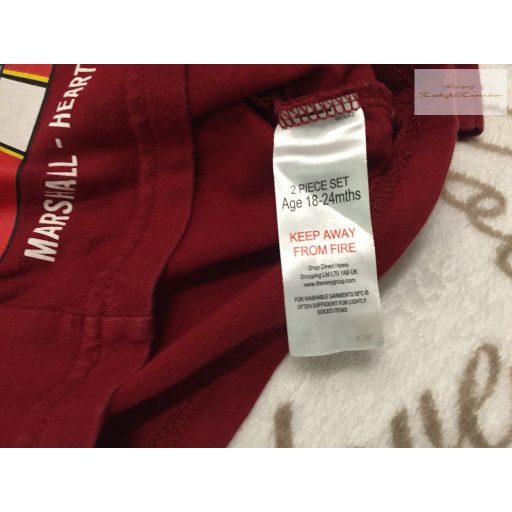 MARSHALL - HEART
2 PIECE SET
Age 18-24mths
KEEP AWAY
FROM FIRE
Shop Direct Home
Shopping Ltd L70 1AB UK
www.theverygroup.com
FOR WASHABLE GARMENTS 30°C IS
OFTEN SUFFICIENT FOR LIGHTLY
SOILED ITEMS